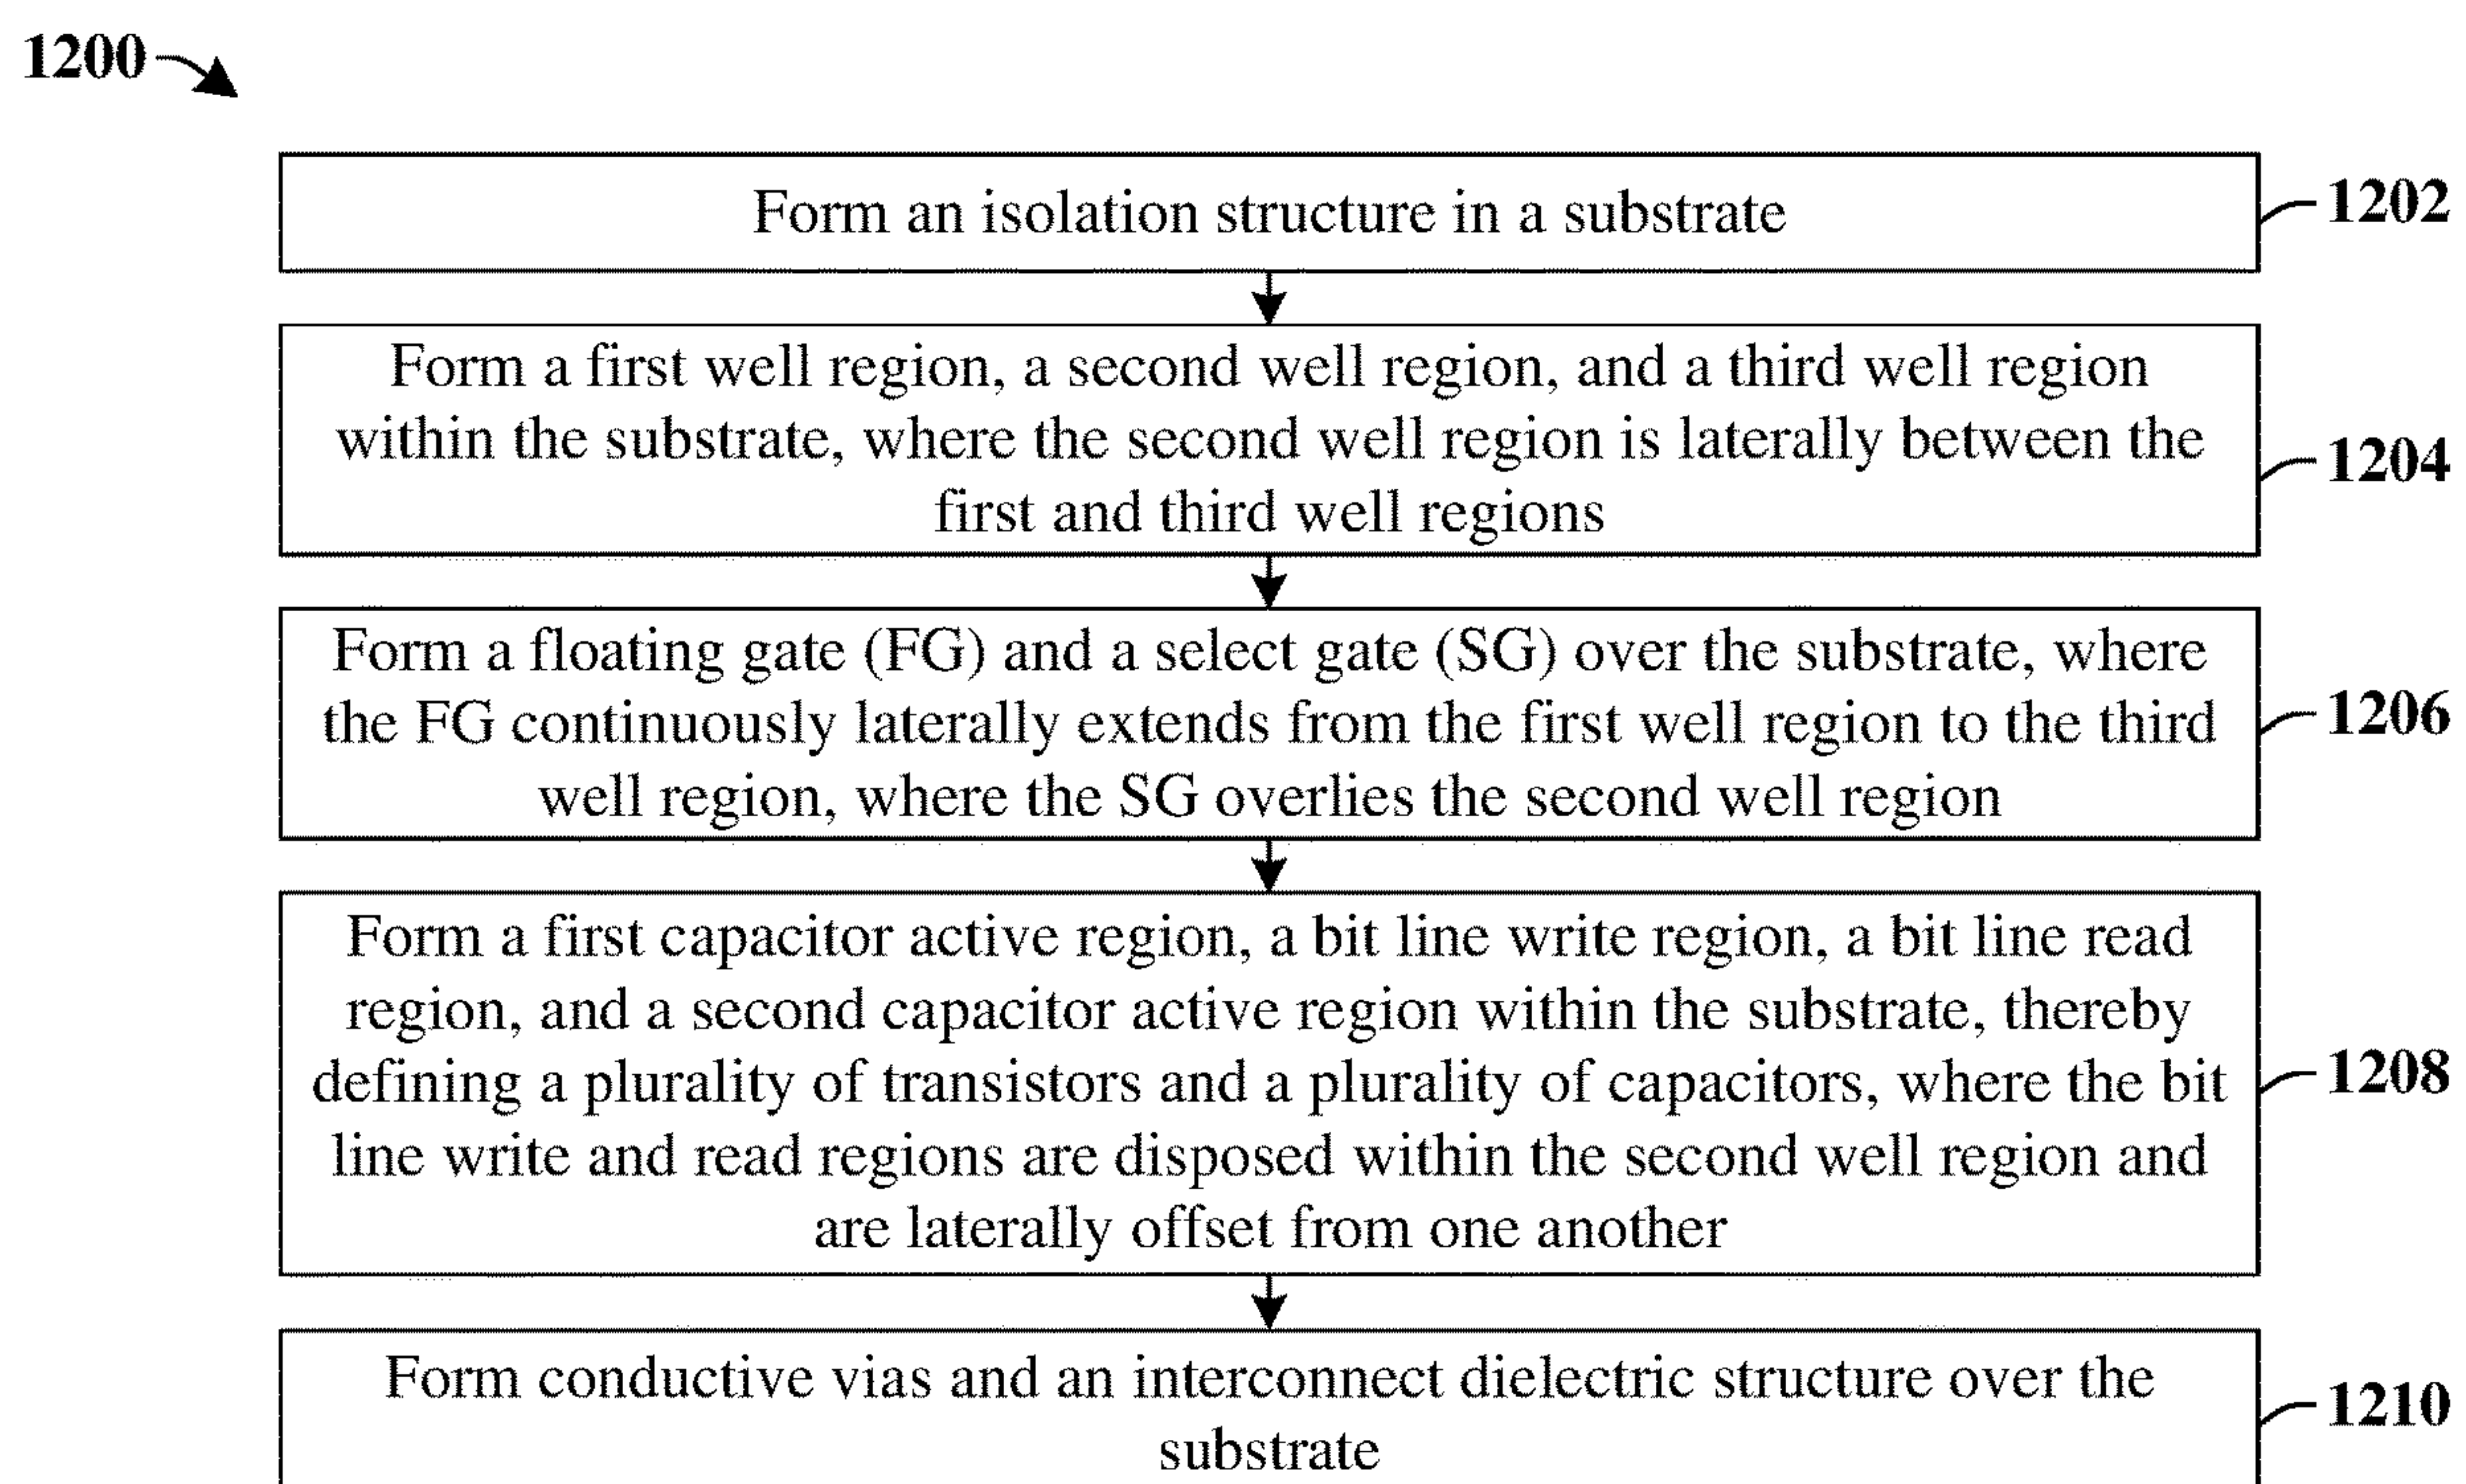 1200
Form an isolation structure in a substrate
1202
Form a first well region, a second well region, and a third well region
within the substrate, where the second well region is laterally between the
first and third well regions
1204
Form a floating gate (FG) and a select gate (SG) over the substrate, where
the FG continuously laterally extends from the first well region to the third
well region, where the SG overlies the second well region
1206
Form a first capacitor active region, a bit line write region, a bit line read
region, and a second capacitor active region within the substrate, thereby
defining a plurality of transistors and a plurality of capacitors, where the bit
line write and read regions are disposed within the second well region and
are laterally offset from one another
1208
Form conductive vias and an interconnect dielectric structure over the
substrate
1210